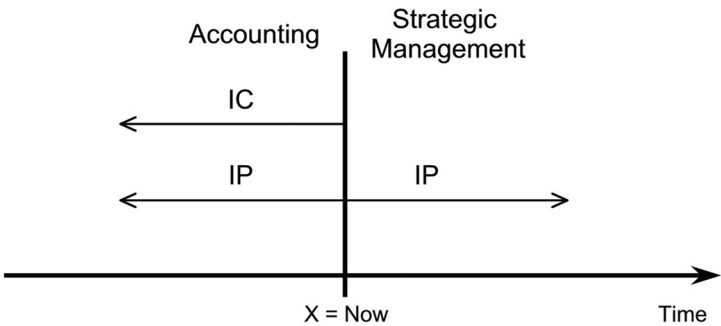 Accounting
Strategic
Management
IC
IP
IP
X = Now
Time